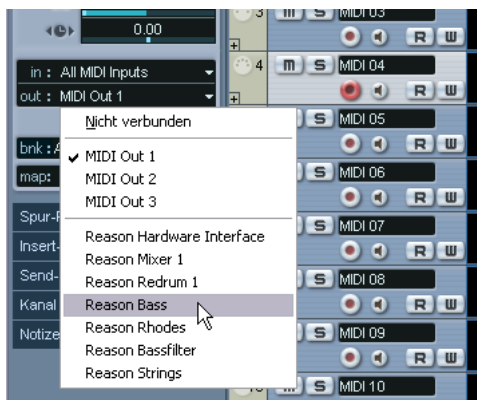 0.00
in : All MIDI Inputs
out : MIDI Out 1
Nicht verbunden
MIDI Out 1
MIDI Out 2
MIDI Out 3
Reason Hardware Interface
Reason Mixer 1
Reason Redrum 1
Reason Bass
Reason Rhodes
Reason Bassfilter
Reason Strings
bnk :
map:
Spur-
Insert-
Send-
Kanal
Notize
3 m S MIDI 03
R W
4 m S MIDI 04
R W
S MIDI 05
R W
S MIDI 06
R W
S MIDI 07
R W
S MIDI 08
R W
S MIDI 09
R W
m S MIDI 10